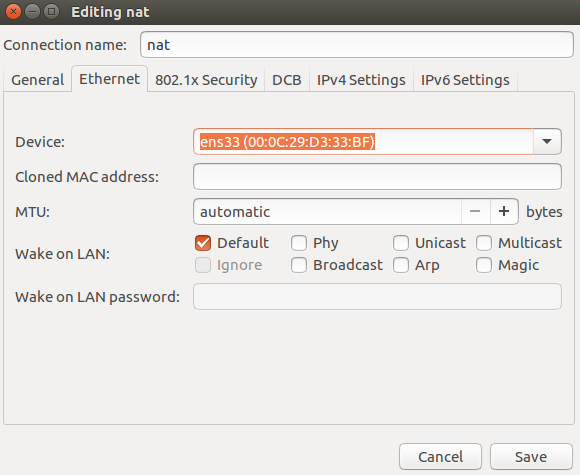 Editing nat
Connection name: nat
General Ethernet 802.1x Security DCB IPv4 Settings IPv6 Settings
Device: ens33 (00:0C:29:D3:33:BF)
Cloned MAC address:
MTU: automatic − + bytes
Wake on LAN: Default Phy Unicast Multicast
Ignore Broadcast Arp Magic
Wake on LAN password:
Cancel Save